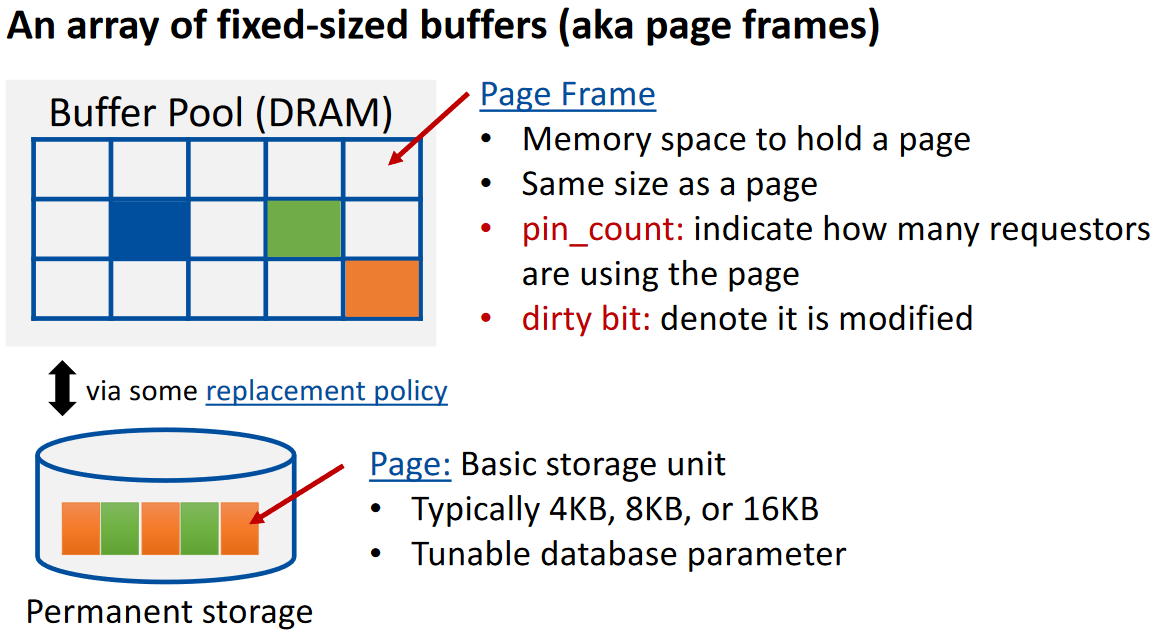 An array of fixed-sized buffers (aka page frames)
Buffer Pool (DRAM)
Page Frame
• Memory space to hold a page
• Same size as a page
• pin_count: indicate how many requestors
are using the page
• dirty bit: denote it is modified
via some replacement policy
Page: Basic storage unit
• Typically 4KB, 8KB, or 16KB
• Tunable database parameter
Permanent storage